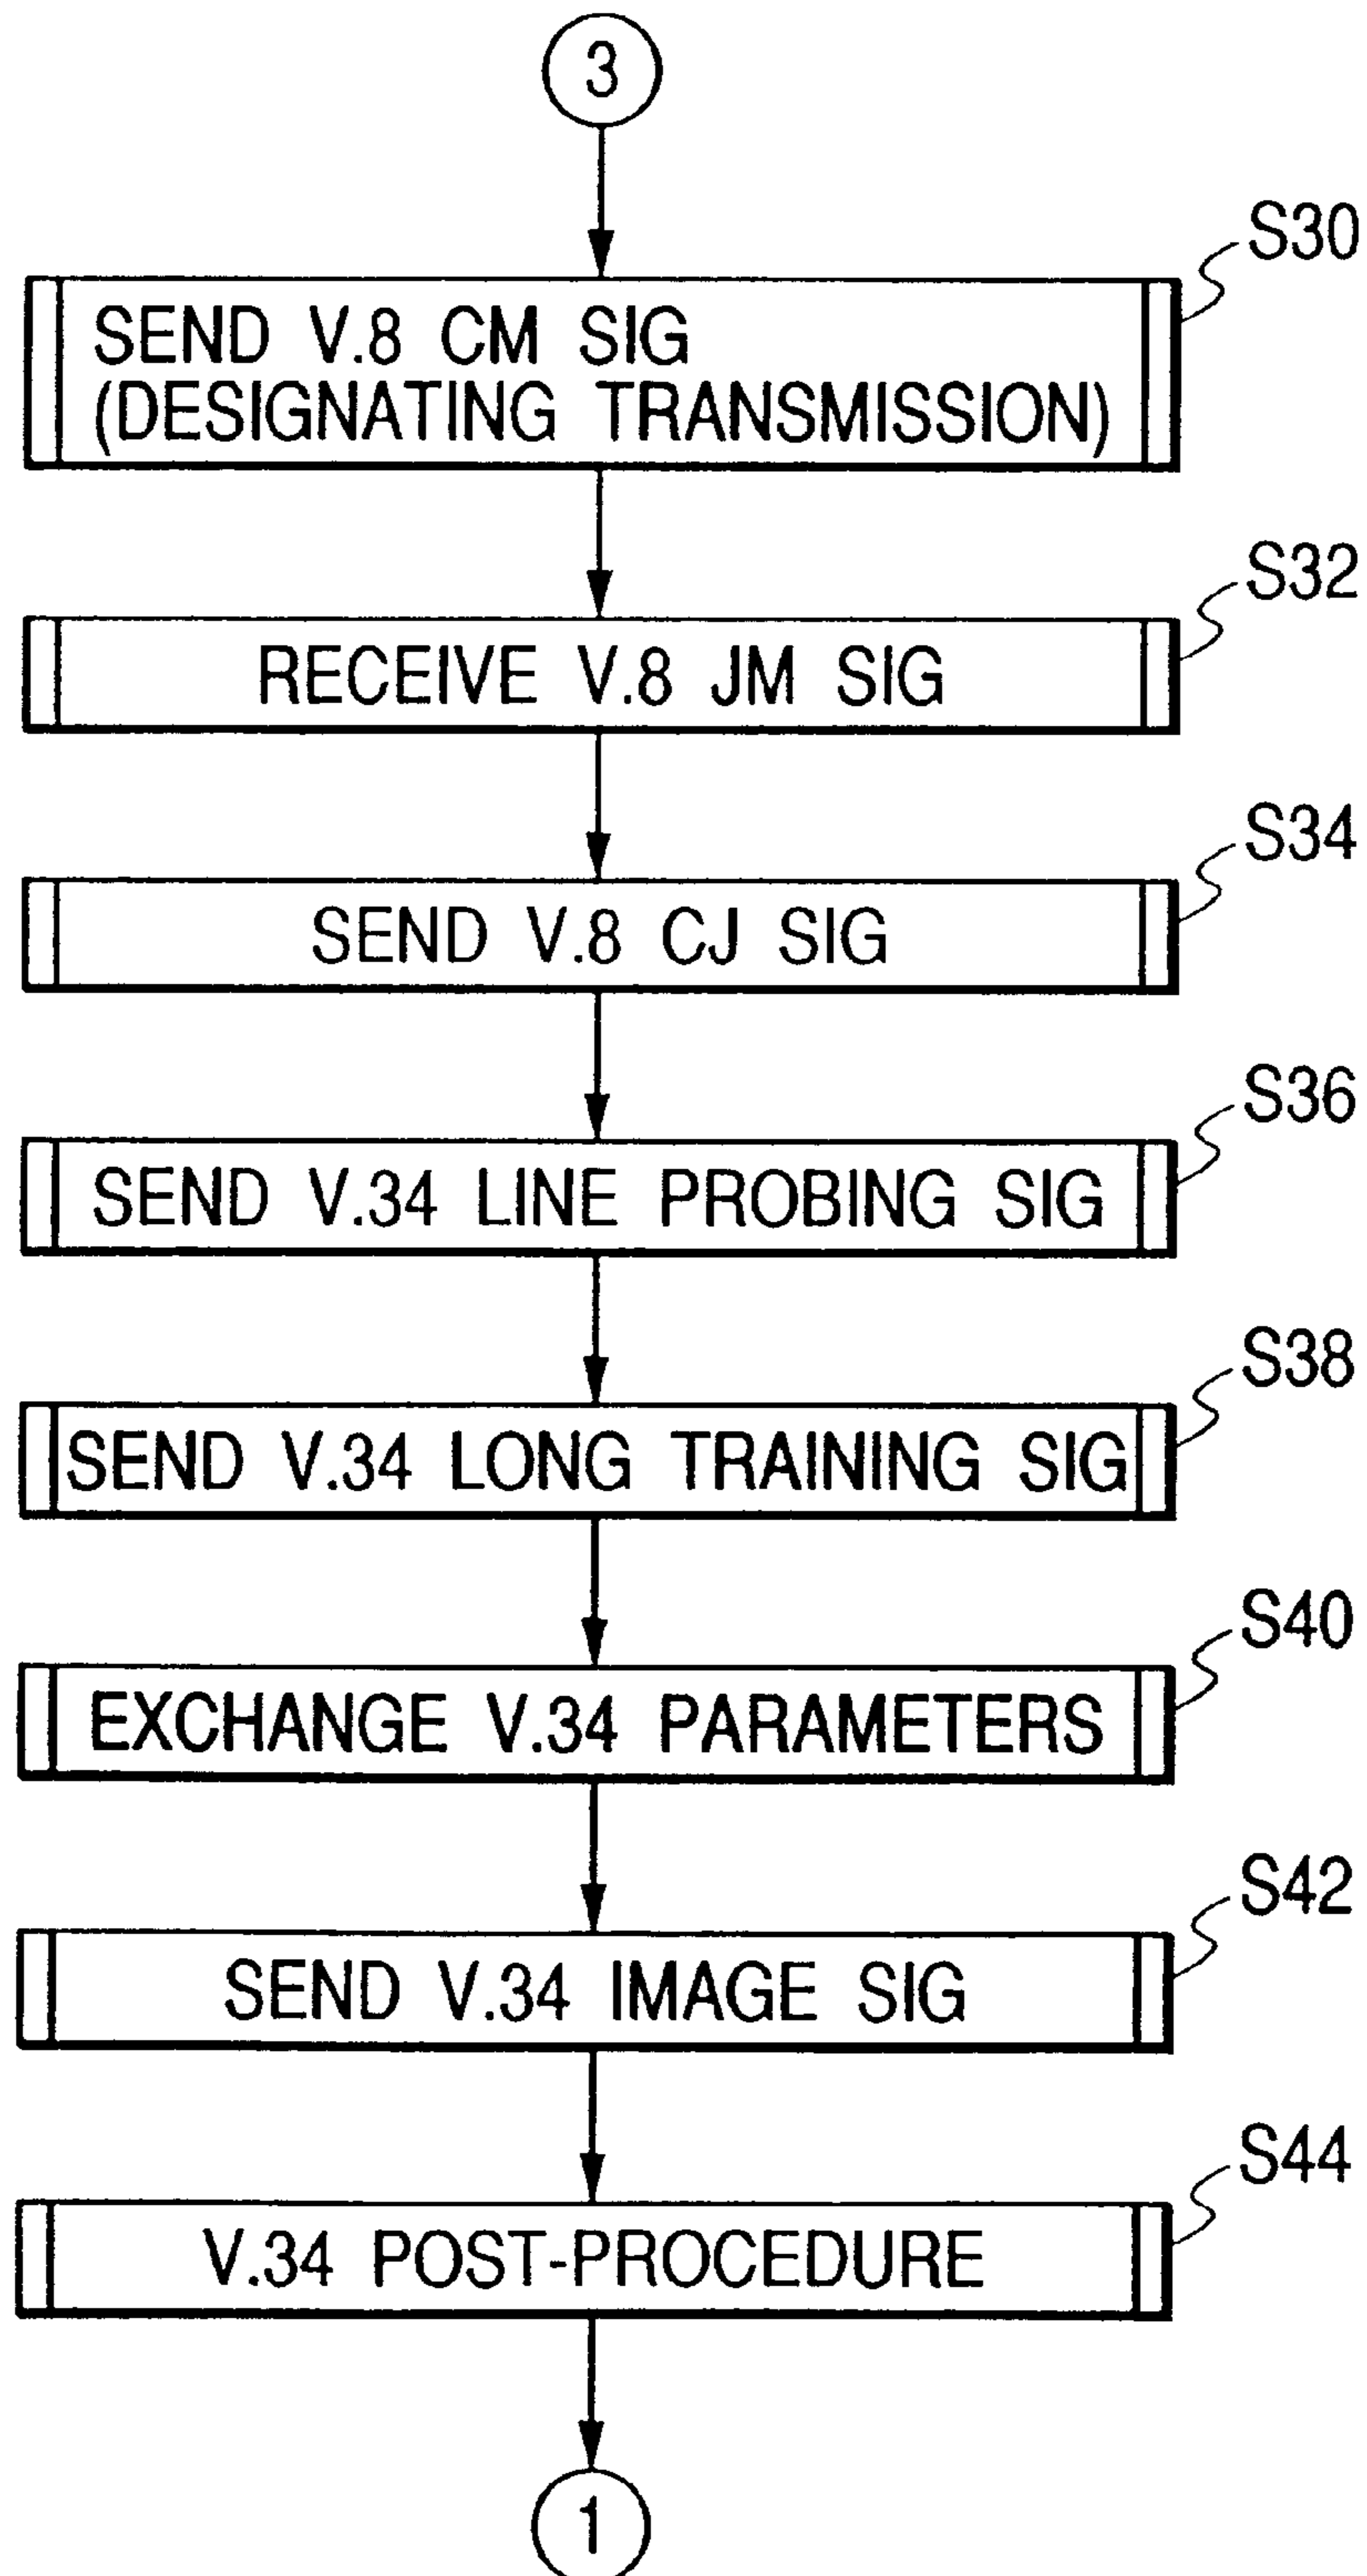 3
S30
SEND V.8 CM SIG
(DESIGNATING TRANSMISSION)
S32
RECEIVE V.8 JM SIG
S34
SEND V.8 CJ SIG
S36
SEND V.34 LINE PROBING SIG
S38
SEND V.34 LONG TRAINING SIG
S40
EXCHANGE V.34 PARAMETERS
S42
SEND V.34 IMAGE SIG
S44
V.34 POST-PROCEDURE
1